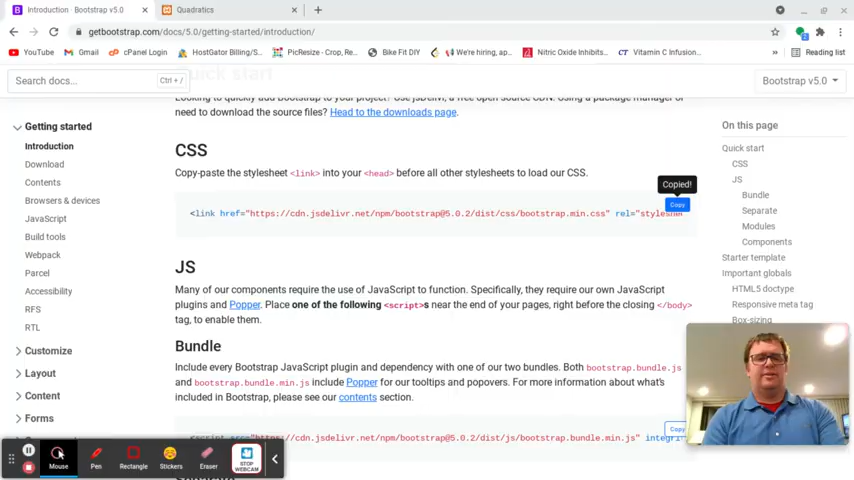 Introduction · Bootstrap v5.0
Quadratics
getbootstrap.com/docs/5.0/getting-started/introduction/
YouTube
Gmail
cPanel Login
HostGator Billing/S...
PicResize - Crop, Re...
Bike Fit DIY
We're hiring, ap...
Nitric Oxide Inhibits...
CT
Vitamin C Infusion...
»
Reading list
Search docs...
Ctrl + /
Quick start
Bootstrap v5.0
Looking to quickly add Bootstrap to your project? Use jsDelivr, a free open source CDN. Using a package manager or
need to download the source files? Head to the downloads page.
Getting started
Introduction
Download
Contents
Browsers & devices
JavaScript
Build tools
Webpack
Parcel
Accessibility
RFS
RTL
Customize
Layout
Content
Forms
CSS
Copy-paste the stylesheet <link> into your <head> before all other stylesheets to load our CSS.
Copied!
Copy
<link href="https://cdn.jsdelivr.net/npm/bootstrap@5.0.2/dist/css/bootstrap.min.css" rel="styleshe
JS
Many of our components require the use of JavaScript to function. Specifically, they require our own JavaScript
plugins and Popper. Place one of the following <script>s near the end of your pages, right before the closing </body>
tag, to enable them.
Bundle
Include every Bootstrap JavaScript plugin and dependency with one of our two bundles. Both bootstrap.bundle.js
and bootstrap.bundle.min.js include Popper for our tooltips and popovers. For more information about what's
included in Bootstrap, please see our contents section.
Copy
<script src="https://cdn.jsdelivr.net/npm/bootstrap@5.0.2/dist/js/bootstrap.bundle.min.js" integri
Separate
On this page
Quick start
CSS
JS
Bundle
Separate
Modules
Components
Starter template
Important globals
HTML5 doctype
Responsive meta tag
Box-sizing
Mouse
Pen
Rectangle
Stickers
Eraser
STOP
WEBCAM